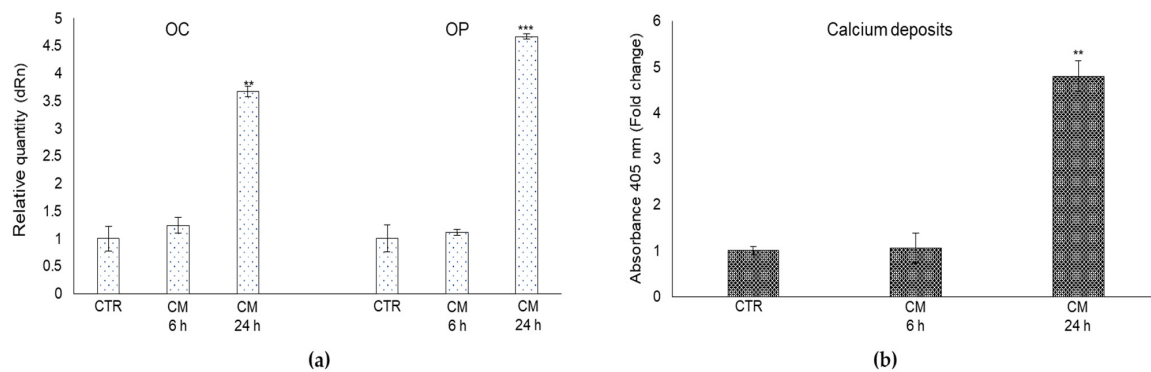 OC
OP
Relative quantity (dRn)
5
4.5
4
3.5
3
2.5
2
1.5
1
0.5
0
**
***
CTR
CM
6 h
CM
24 h
CTR
CM
6 h
CM
24 h
(a)
Calcium deposits
Absorbance 405 nm (Fold change)
6
5
4
3
2
1
0
**
CTR
CM
6 h
CM
24 h
(b)